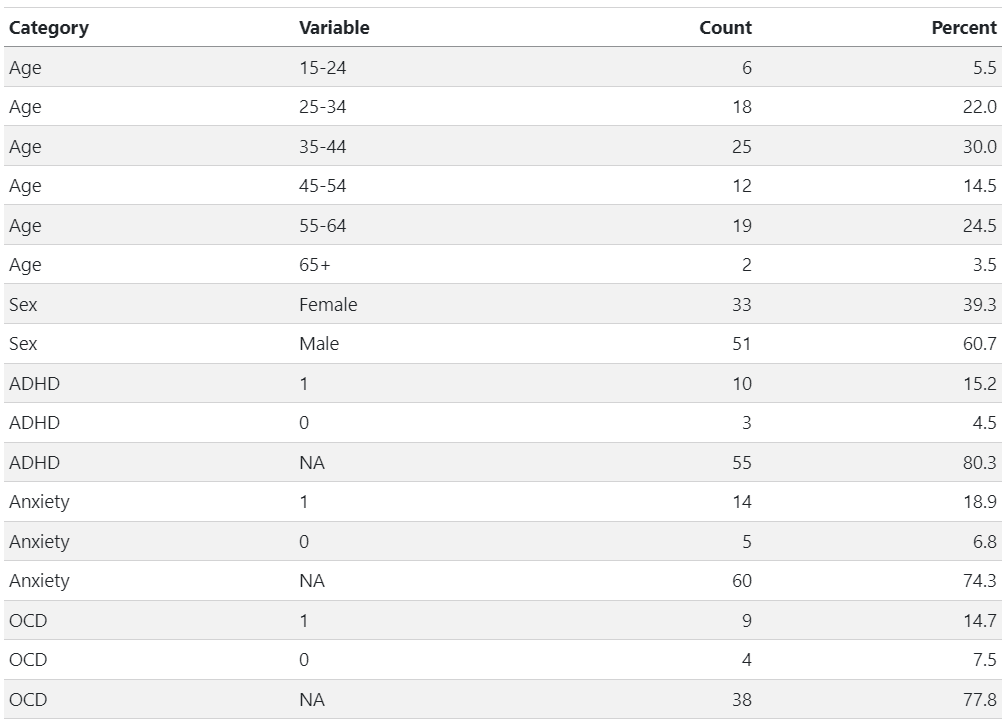 Category Variable Count Percent
Age 15-24 6 5.5
Age 25-34 18 22.0
Age 35-44 25 30.0
Age 45-54 12 14.5
Age 55-64 19 24.5
Age 65+ 2 3.5
Sex Female 33 39.3
Sex Male 51 60.7
ADHD 1 10 15.2
ADHD 0 3 4.5
ADHD NA 55 80.3
Anxiety 1 14 18.9
Anxiety 0 5 6.8
Anxiety NA 60 74.3
OCD 1 9 14.7
OCD 0 4 7.5
OCD NA 38 77.8